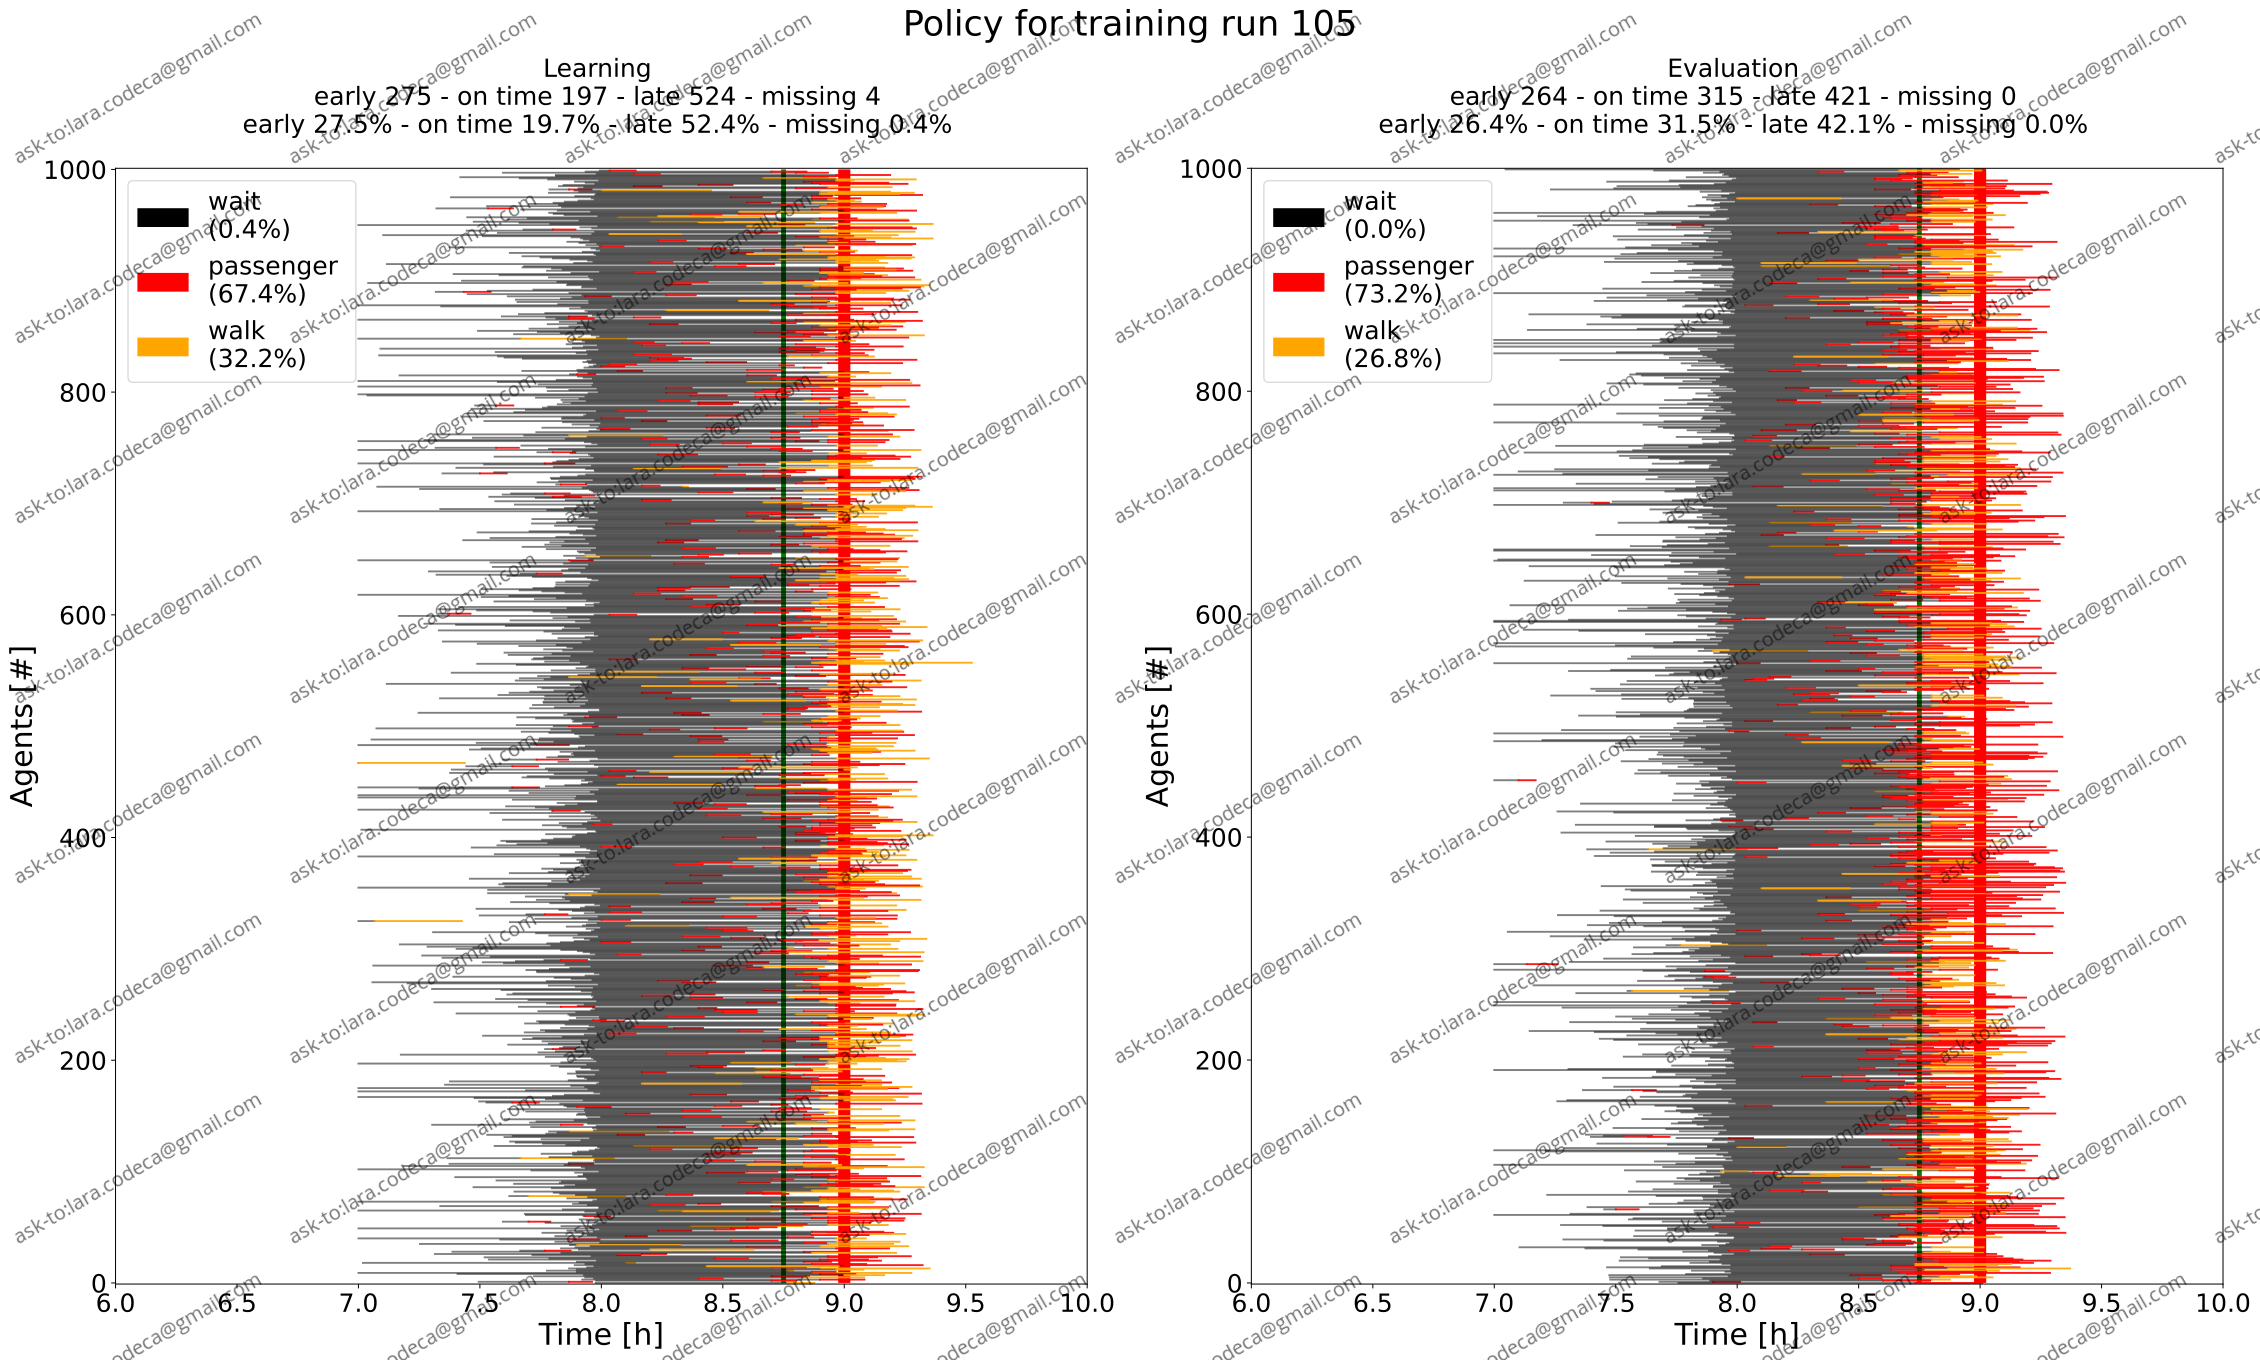 Policy for training run 105
Learning
early 275 - on time 197 - late 524 - missing 4
early 27.5% - on time 19.7% - late 52.4% - missing 0.4%
1000
800
600
400
200
0
Agents [#]
wait
(0.4%)
passenger
(67.4%)
walk
(32.2%)
6.0 6.5 7.0 7.5 8.0 8.5 9.0 9.5 10.0
Time [h]
Evaluation
early 264 - on time 315 - late 421 - missing 0
early 26.4% - on time 31.5% - late 42.1% - missing 0.0%
1000
800
600
400
200
0
Agents [#]
wait
(0.0%)
passenger
(73.2%)
walk
(26.8%)
6.0 6.5 7.0 7.5 8.0 8.5 9.0 9.5 10.0
Time [h]
ask-to:lara.codeca@gmail.com